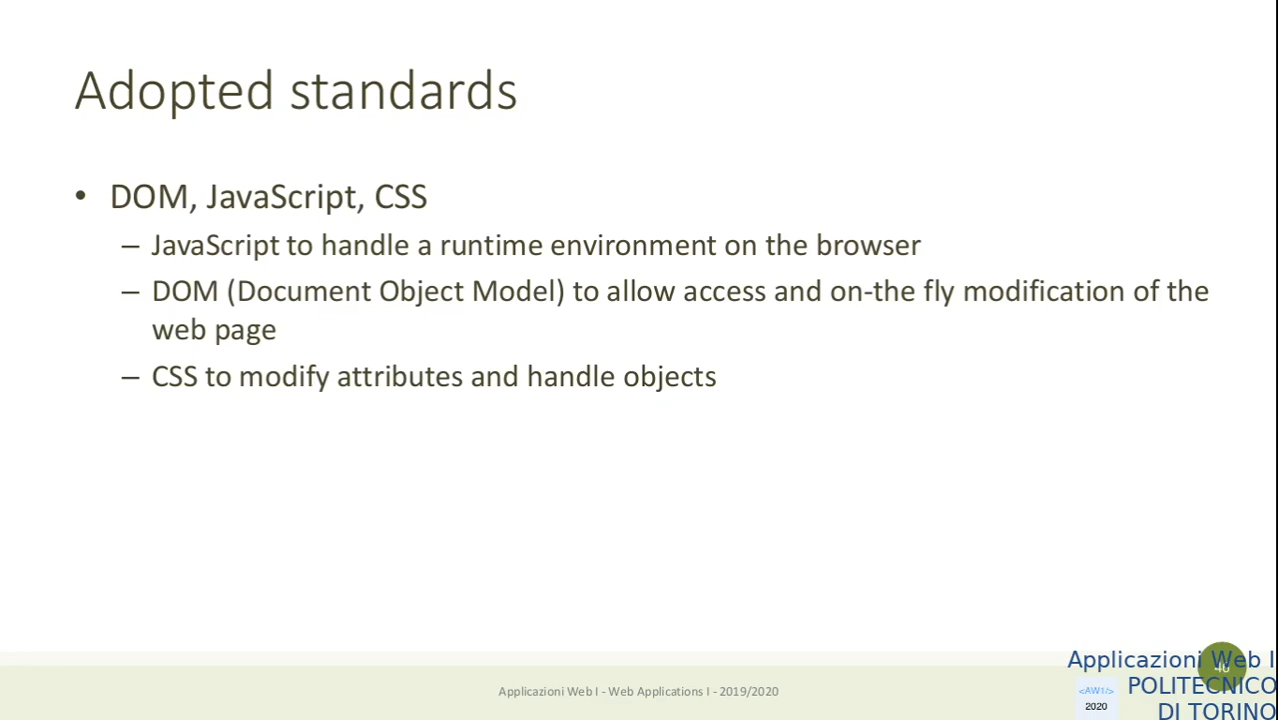 Adopted standards
• DOM, JavaScript, CSS
– JavaScript to handle a runtime environment on the browser
– DOM (Document Object Model) to allow access and on-the fly modification of the
web page
– CSS to modify attributes and handle objects
Applicazioni Web I - Web Applications I - 2019/2020
Applicazioni Web I
POLITECNICO
DI TORINO
<AW1/>
2020